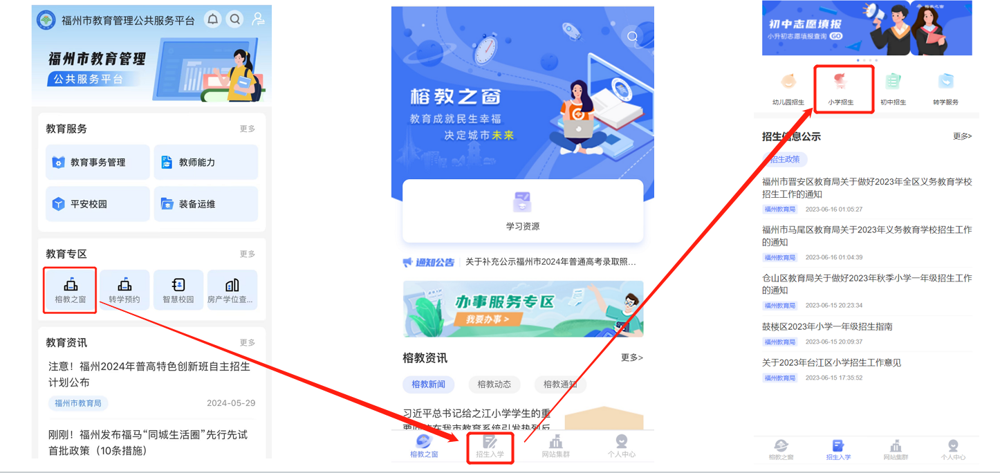 福州市教育管理公共服务平台
福州市教育管理
公共服务平台
教育服务
更多
教育事务管理
教师能力
平安校园
装备运维
教育专区
更多
榕教之窗
转学预约
智慧校园
房产学位查...
教育资讯
更多
注意！福州2024年普高特色创新班自主招生
计划公布
福州市教育局
2024-05-29
刚刚！福州发布福马“同城生活圈”先行先试
首批政策（10条措施）
榕教之窗
教育成就民生幸福
决定城市未来
学习资源
通知公告
关于补充公示福州市2024年普通高考录取照...
办事服务专区
我要办事 >
榕教资讯
更多>
榕教新闻
榕教动态
榕教通知
习近平总书记给之江小学学生的重
榕教之窗
招生入学
网站集群
个人中心
初中志愿填报
小升初志愿填报查询 GO
幼儿园招生
小学招生
初中招生
转学服务
招生信息公示
更多>
招生政策
福州市晋安区教育局关于做好2023年全区义务教育学校
招生工作的通知
福州教育局
2023-06-16 01:05:27
福州市马尾区教育局关于2023年义务教育学校招生工作
的通知
福州教育局
2023-06-16 01:04:39
仓山区教育局关于做好2023年秋季小学一年级招生工作
的通知
福州教育局
2023-06-15 20:23:34
鼓楼区2023年小学一年级招生指南
福州教育局
2023-06-15 20:09:37
关于2023年台江区小学招生工作意见
福州教育局
2023-06-15 17:35:52
榕教之窗
招生入学
网站集群
个人中心